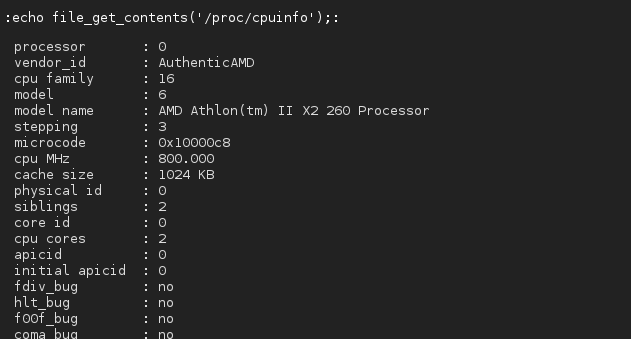 :echo file_get_contents('/proc/cpuinfo');:
processor : 0
vendor_id : AuthenticAMD
cpu family : 16
model : 6
model name : AMD Athlon(tm) II X2 260 Processor
stepping : 3
microcode : 0x10000c8
cpu MHz : 800.000
cache size : 1024 KB
physical id : 0
siblings : 2
core id : 0
cpu cores : 2
apicid : 0
initial apicid : 0
fdiv_bug : no
hlt_bug : no
f00f_bug : no
coma_bug : no